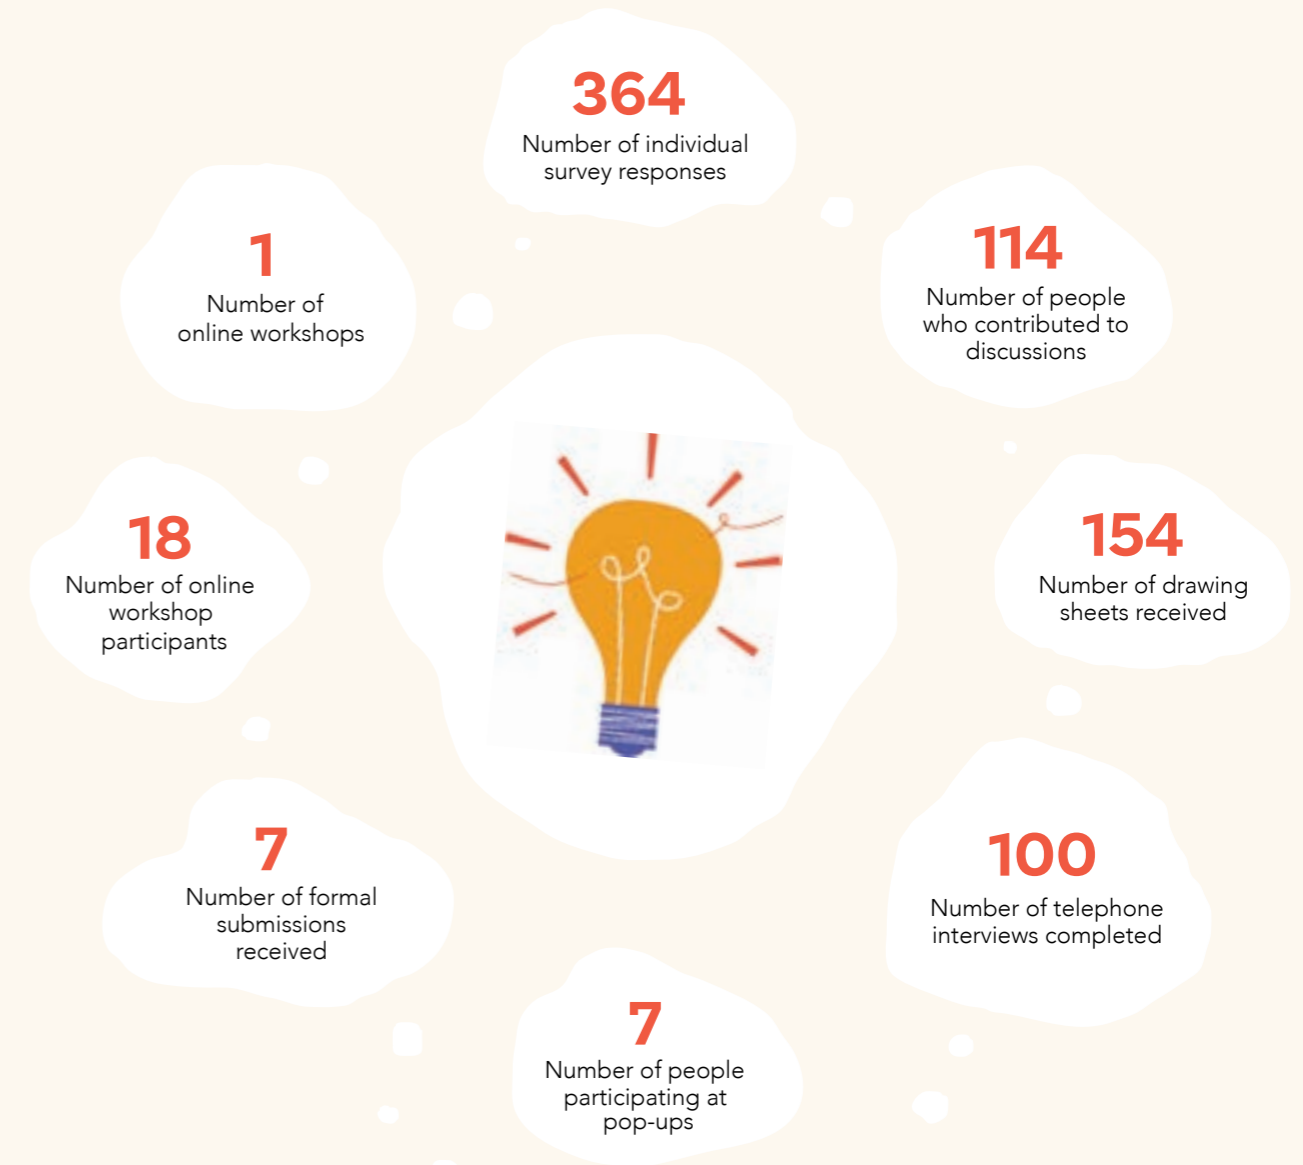 364
Number of individual
survey responses
1
Number of
online workshops
114
Number of people
who contributed to
discussions
18
Number of online
workshop
participants
154
Number of drawing
sheets received
7
Number of formal
submissions
received
100
Number of telephone
interviews completed
7
Number of people
participating at
pop-ups